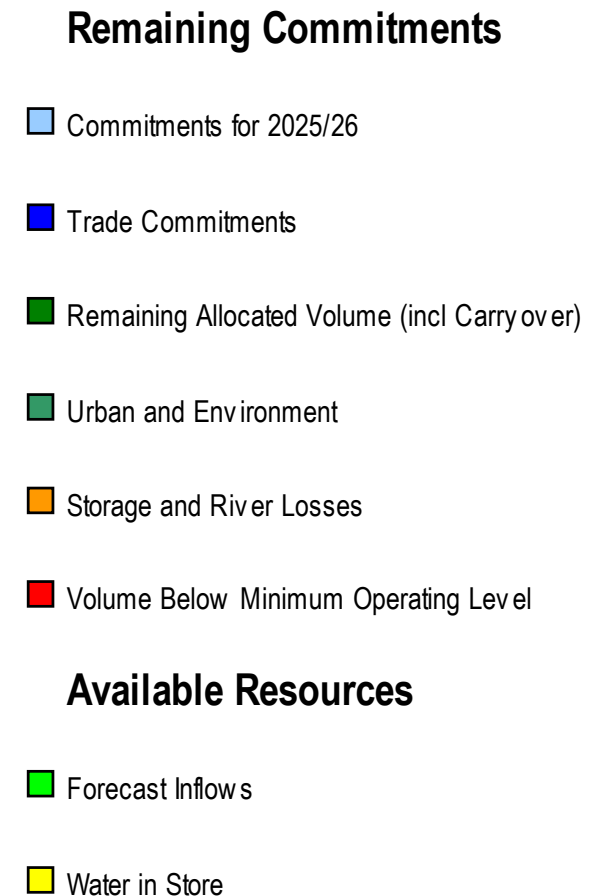 Remaining Commitments
Commitments for 2025/26
Trade Commitments
Remaining Allocated Volume (incl Carryover)
Urban and Environment
Storage and River Losses
Volume Below Minimum Operating Level
Available Resources
Forecast Inflows
Water in Store